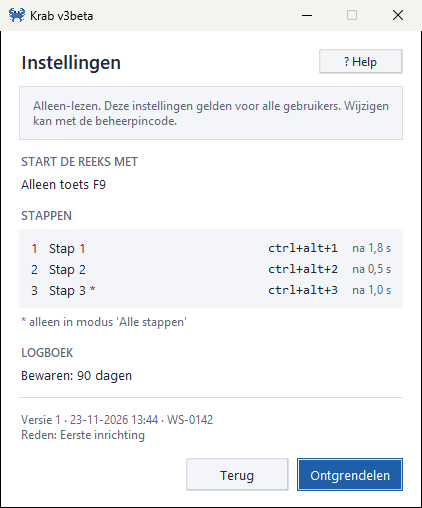 Krab v3beta
Instellingen
? Help
Alleen-lezen. Deze instellingen gelden voor alle gebruikers. Wijzigen
kan met de beheerpincode.
START DE REEKS MET
Alleen toets F9
STAPPEN
1 Stap 1 ctrl+alt+1 na 1,8 s
2 Stap 2 ctrl+alt+2 na 0,5 s
3 Stap 3 * ctrl+alt+3 na 1,0 s
* alleen in modus 'Alle stappen'
LOGBOEK
Bewaren: 90 dagen
Versie 1 · 23-11-2026 13:44 · WS-0142
Reden: Eerste inrichting
Terug Ontgrendelen